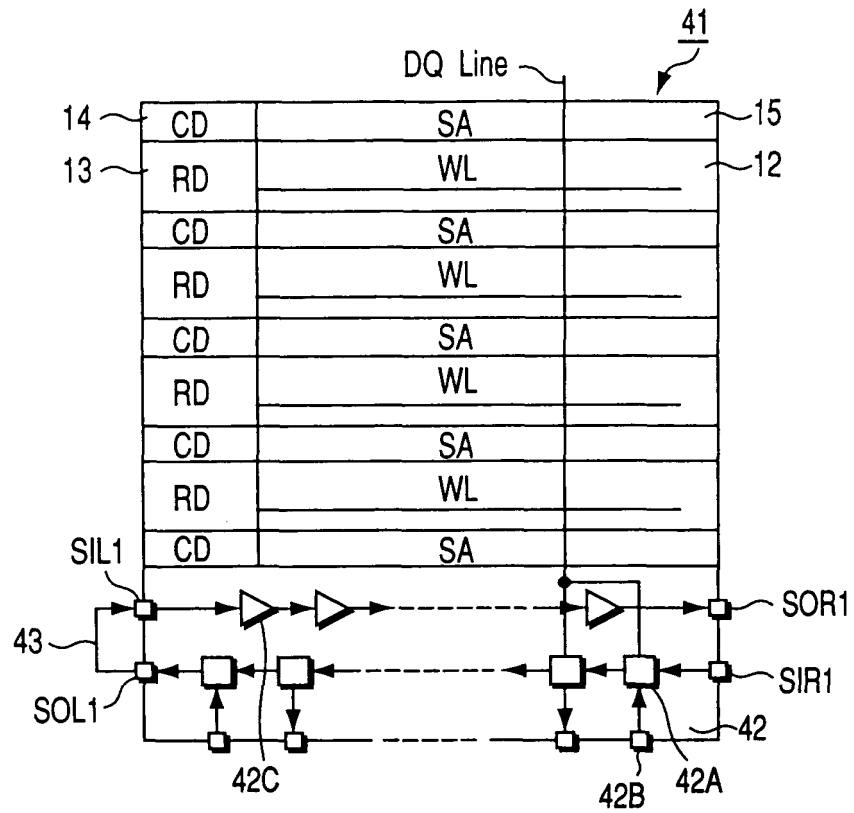 41
DQ Line
14 CD SA 15
13 RD WL 12
CD SA
RD WL
CD SA
RD WL
CD SA
RD WL
CD SA
SIL1
SOR1
43
SOL1
SIR1
42
42C
42B
42A